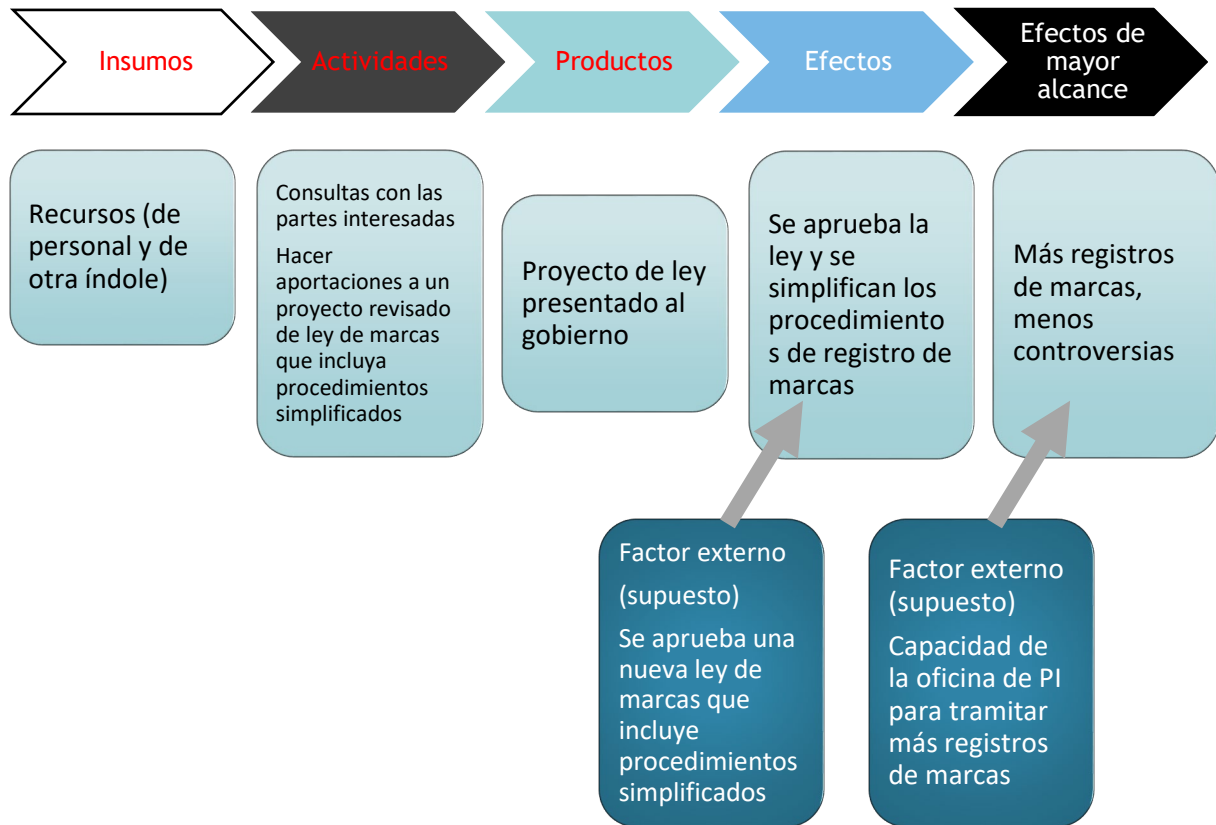 Insumos
Actividades
Productos
Efectos
Efectos de
mayor
alcance
Recursos (de
personal y de
otra índole)
Consultas con las
partes interesadas
Hacer
aportaciones a un
proyecto revisado
de ley de marcas
que incluya
procedimientos
simplificados
Proyecto de ley
presentado al
gobierno
Se aprueba la
ley y se
simplifican los
procedimiento
s de registro de
marcas
Más registros
de marcas,
menos
controversias
Factor externo
(supuesto)
Se aprueba una
nueva ley de
marcas que
incluye
procedimientos
simplificados
Factor externo
(supuesto)
Capacidad de
la oficina de PI
para tramitar
más registros
de marcas